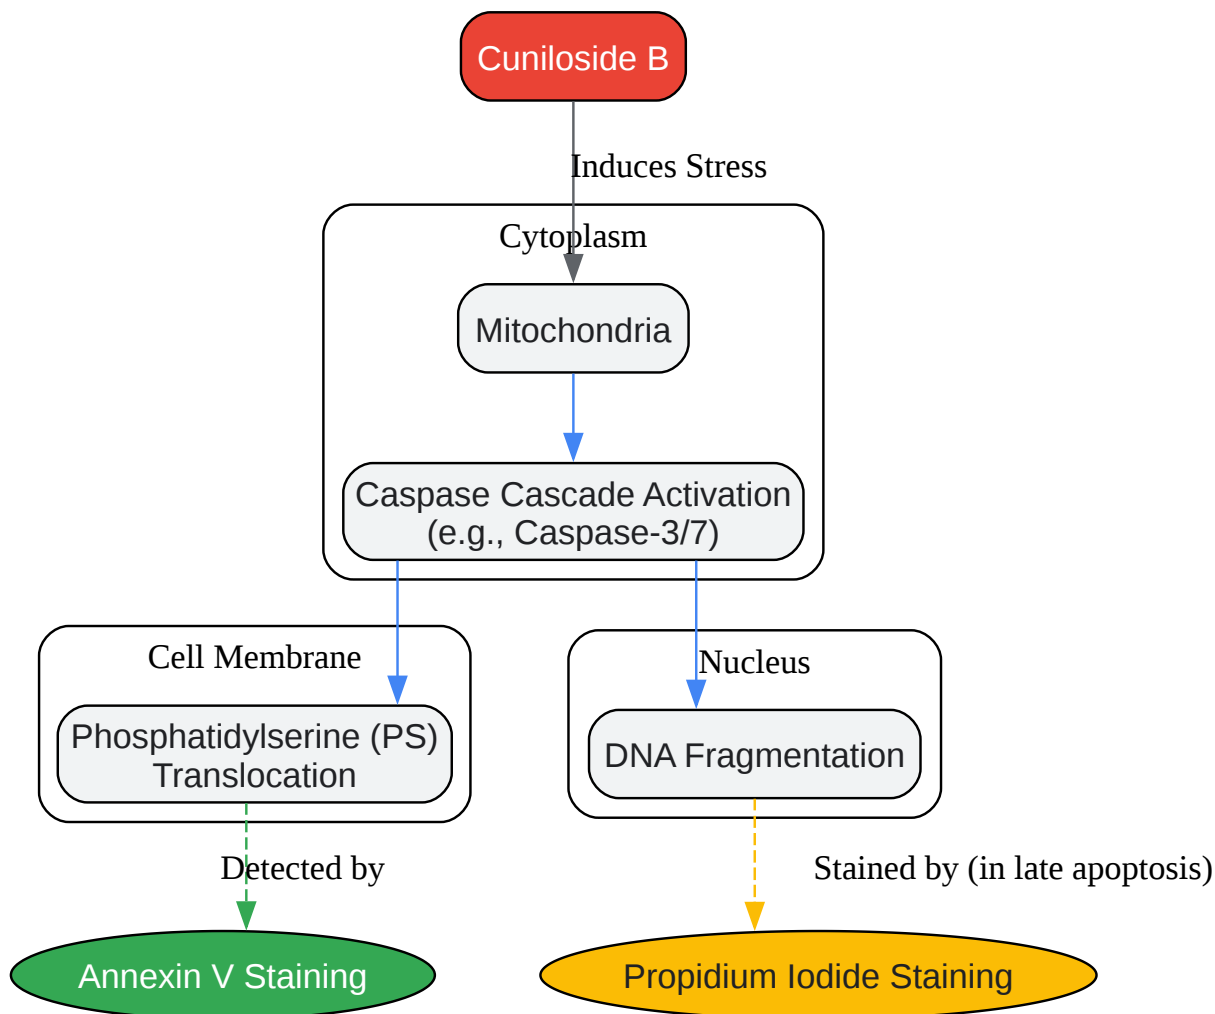 Cuniloside B
Induces Stress
Cytoplasm
Mitochondria
Caspase Cascade Activation
(e.g., Caspase-3/7)
Cell Membrane
Nucleus
Phosphatidylserine (PS)
Translocation
DNA Fragmentation
Detected by
Stained by (in late apoptosis)
Annexin V Staining
Propidium Iodide Staining